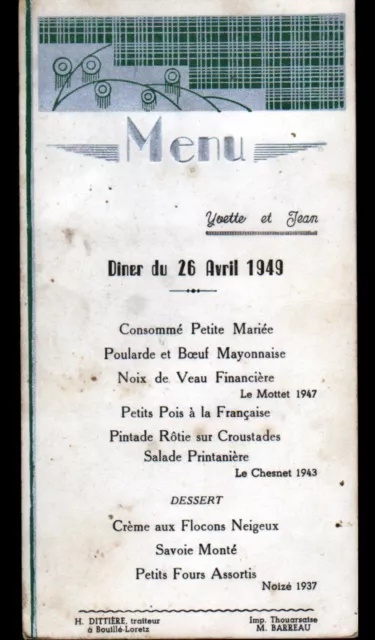 Menu
Yvette et Jean
Dîner du 26 Avril 1949
Consommé Petite Mariée
Poularde et Bœuf Mayonnaise
Noix de Veau Financière
Le Mottet 1947
Petits Pois à la Française
Pintade Rôtie sur Croustades
Salade Printanière
Le Chesnet 1943
DESSERT
Crème aux Flocons Neigeux
Savoie Monté
Petits Fours Assortis
Noizé 1937
H. DITTIÈRE, traiteur
à Bouillé-Loretz
Imp. Thouarsaise
M. BARREAU